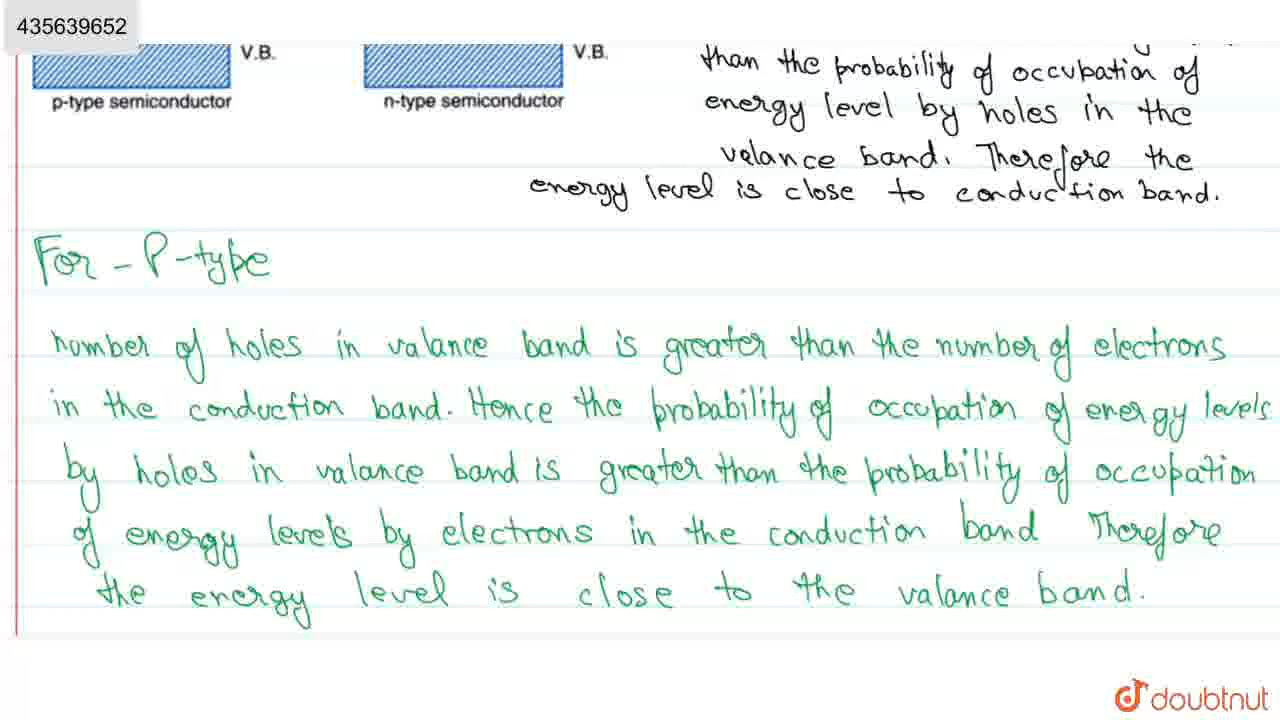 435639652
V.B.
V.B.
p-type semiconductor
n-type semiconductor
than the probability of occupation of
energy level by holes in the
valance band. Therefore the
energy level is close to conduction band.
For - P-type
number of holes in valance band is greater than the number of electrons
in the conduction band. Hence the probability of occupation of energy levels
by holes in valance band is greater than the probability of occupation
of energy levels by electrons in the conduction band Therefore
the energy level is close to the valance band.
doubtnut